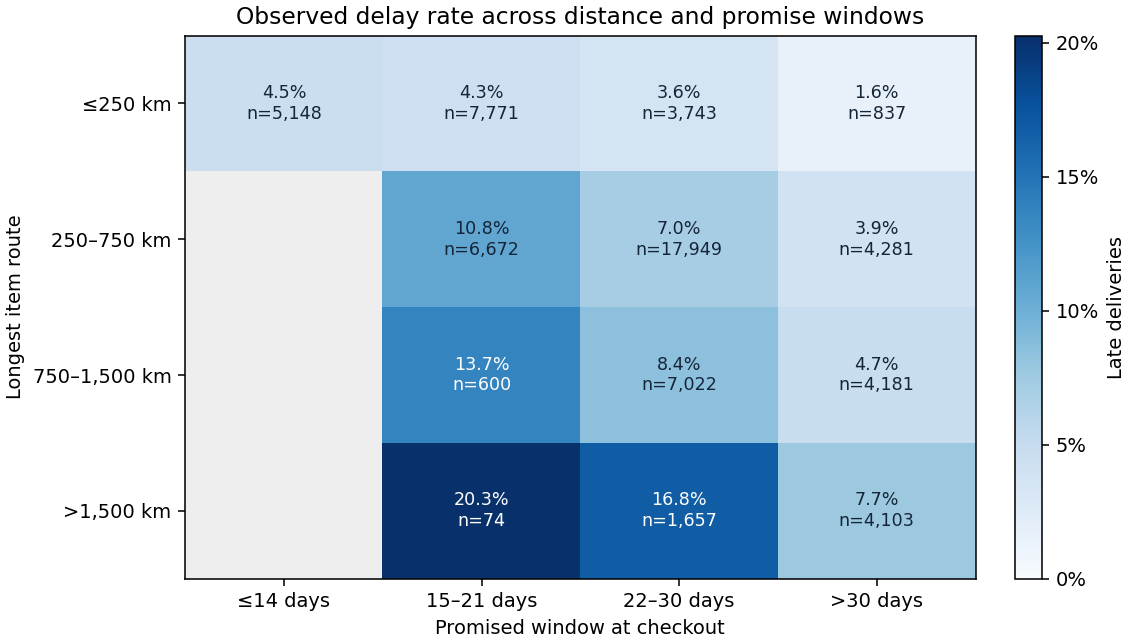 Observed delay rate across distance and promise windows
≤250 km
4.5%
n=5,148
4.3%
n=7,771
3.6%
n=3,743
1.6%
n=837
250–750 km
10.8%
n=6,672
7.0%
n=17,949
3.9%
n=4,281
750–1,500 km
13.7%
n=600
8.4%
n=7,022
4.7%
n=4,181
>1,500 km
20.3%
n=74
16.8%
n=1,657
7.7%
n=4,103
Longest item route
≤14 days
15–21 days
22–30 days
>30 days
Promised window at checkout
20%
15%
10%
5%
0%
Late deliveries